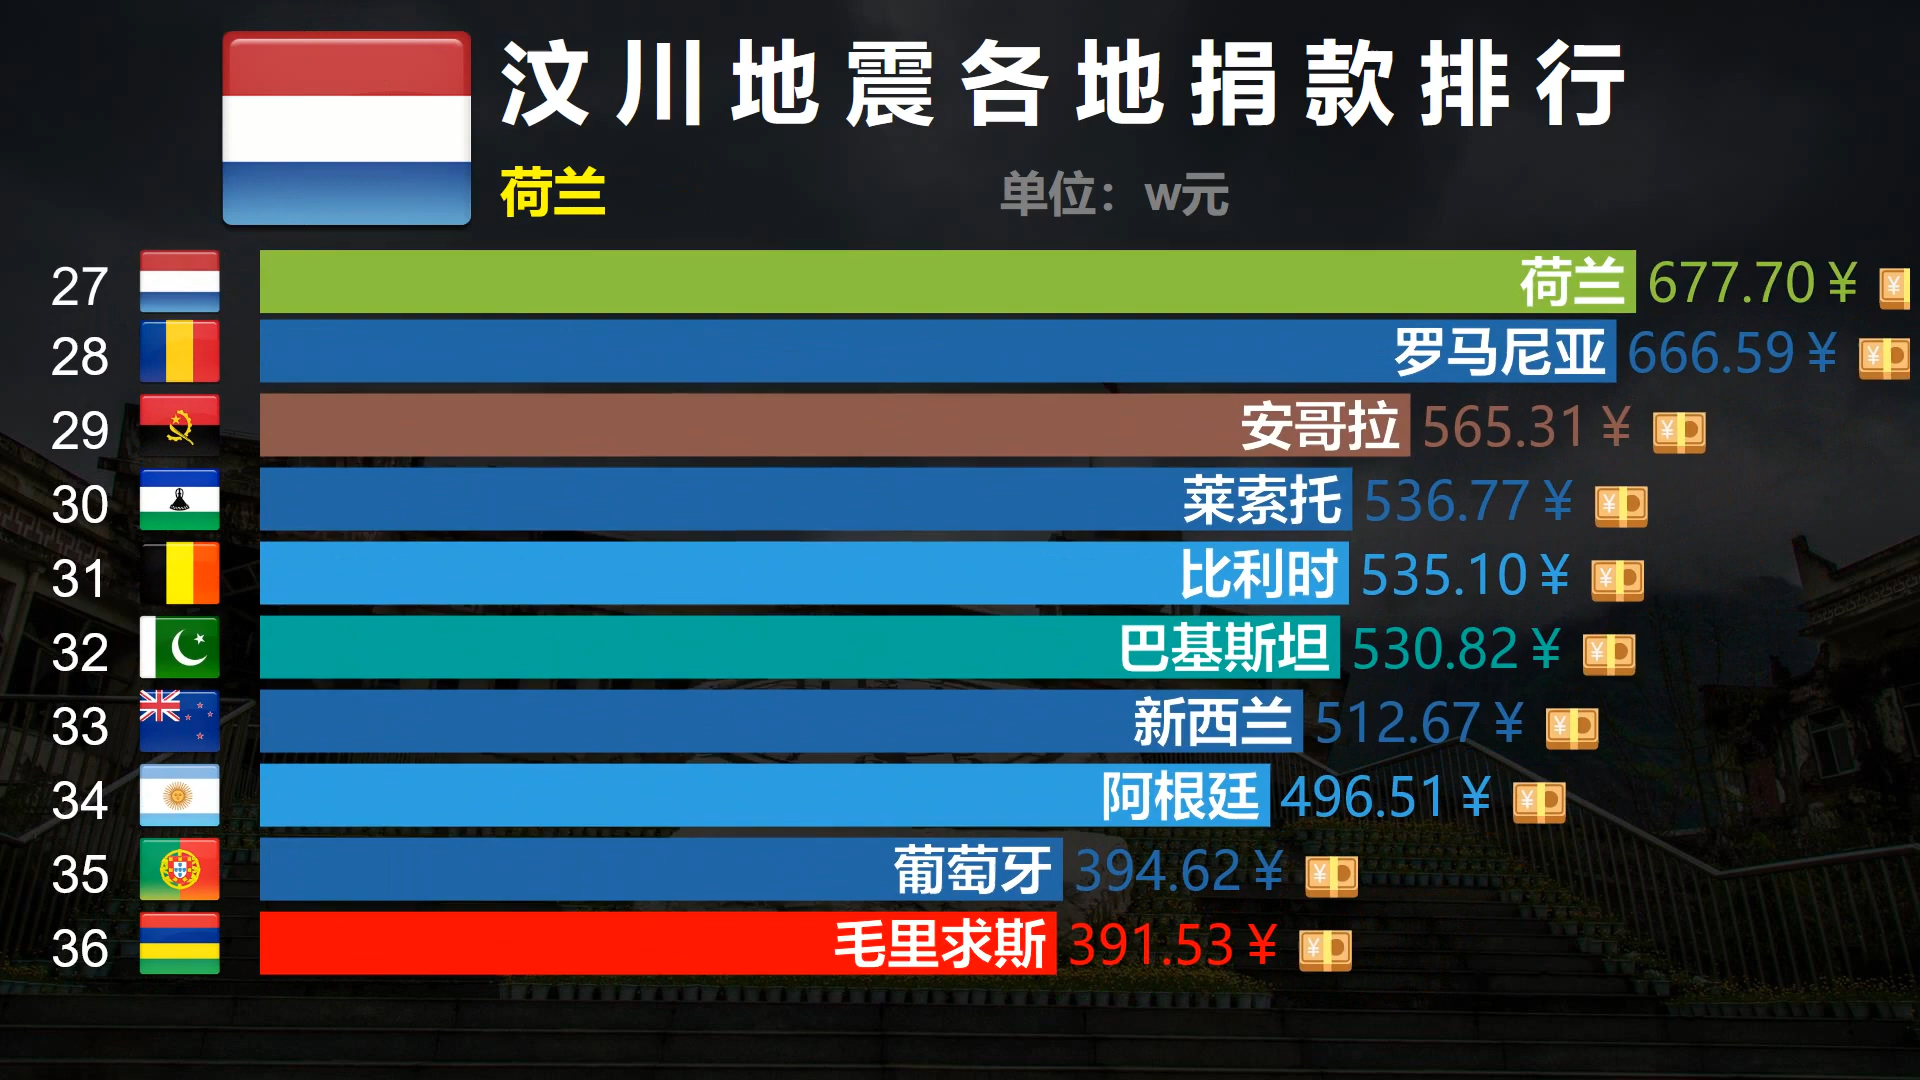 汶川地震各地捐款排行
荷兰 单位：w元
27 荷兰 677.70¥
28 罗马尼亚 666.59¥
29 安哥拉 565.31¥
30 莱索托 536.77¥
31 比利时 535.10¥
32 巴基斯坦 530.82¥
33 新西兰 512.67¥
34 阿根廷 496.51¥
35 葡萄牙 394.62¥
36 毛里求斯 391.53¥